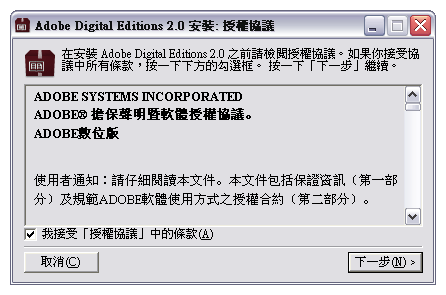 Adobe Digital Editions 2.0 安裝: 授權協議
在安裝 Adobe Digital Editions 2.0 之前請檢閱授權協議。如果你接受協
議中所有條款，按一下下方的勾選框。 按一下「下一步」繼續。
ADOBE SYSTEMS INCORPORATED
ADOBE® 擔保聲明暨軟體授權協議。
ADOBE數位版
使用者通知：請仔細閱讀本文件。本文件包括保證資訊（第一部
分）及規範ADOBE軟體使用方式之授權合約（第二部分）。
我接受「授權協議」中的條款(A)
取消(C)
下一步(N) >